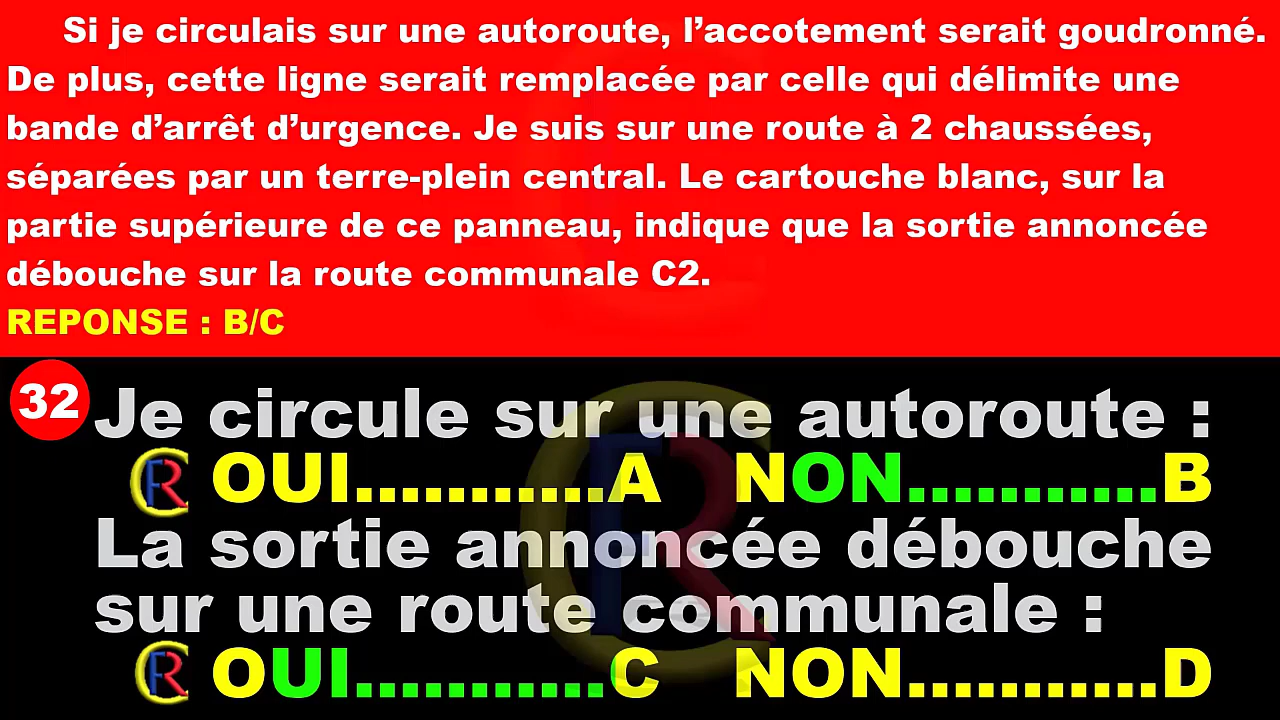 Si je circulais sur une autoroute, l’accotement serait goudronné.
De plus, cette ligne serait remplacée par celle qui délimite une
bande d’arrêt d’urgence. Je suis sur une route à 2 chaussées,
séparées par un terre-plein central. Le cartouche blanc, sur la
partie supérieure de ce panneau, indique que la sortie annoncée
débouche sur la route communale C2.
REPONSE : B/C
32 Je circule sur une autoroute :
CFR OUI...........A NON...........B
La sortie annoncée débouche
sur une route communale :
CFR OUI...........C NON...........D
CFR